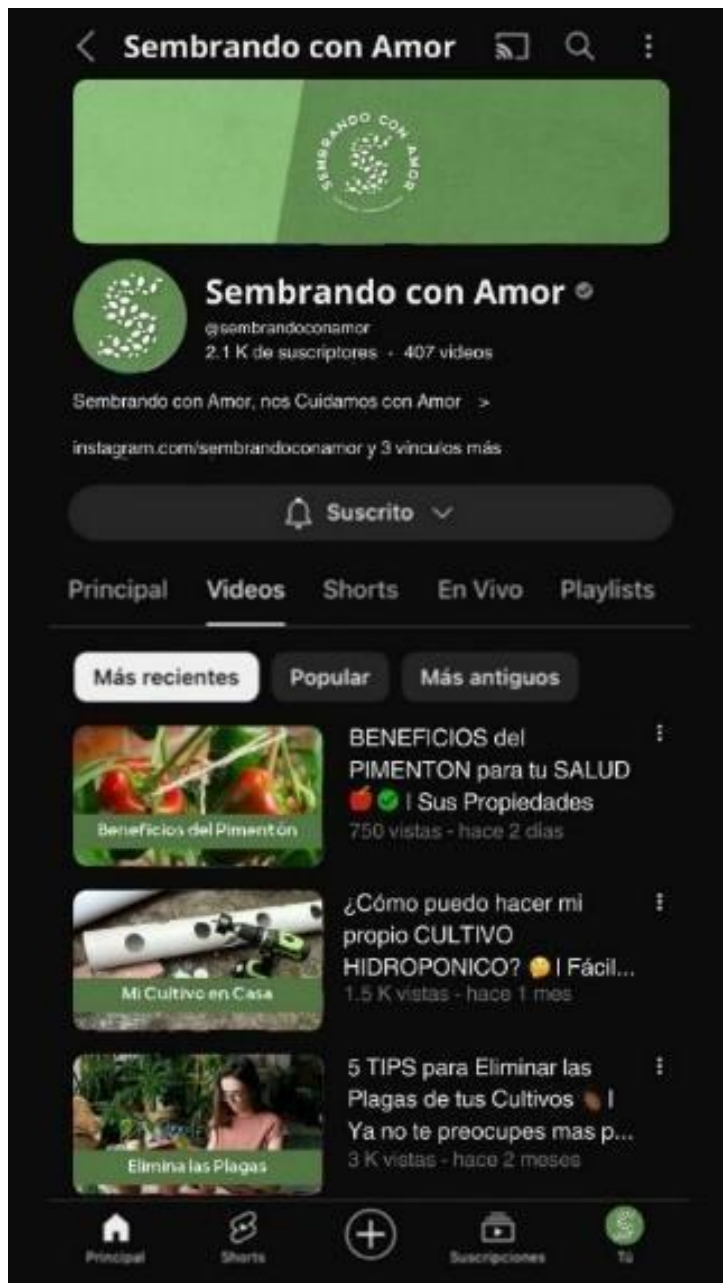 Sembrando con Amor
SEMBRANDO CON AMOR
Sembrando con Amor
@sembrandoconamor
2.1 K de suscriptores · 407 videos
Sembrando con Amor, nos Cuidamos con Amor >
instagram.com/sembrandoconamor y 3 vinculos más
Suscrito
Principal Videos Shorts En Vivo Playlists
Más recientes Popular Más antiguos
Beneficios del Pimentón
BENEFICIOS del
PIMENTON para tu SALUD
🍎✅ | Sus Propiedades
750 vistas - hace 2 días
Mi Cultivo en Casa
¿Cómo puedo hacer mi
propio CULTIVO
HIDROPONICO? 🤔 | Fácil...
1.5 K vistas - hace 1 mes
Elimina las Plagas
5 TIPS para Eliminar las
Plagas de tus Cultivos 🪳 |
Ya no te preocupes mas p...
3 K vistas - hace 2 meses
Principal Shorts Suscripciones Tú